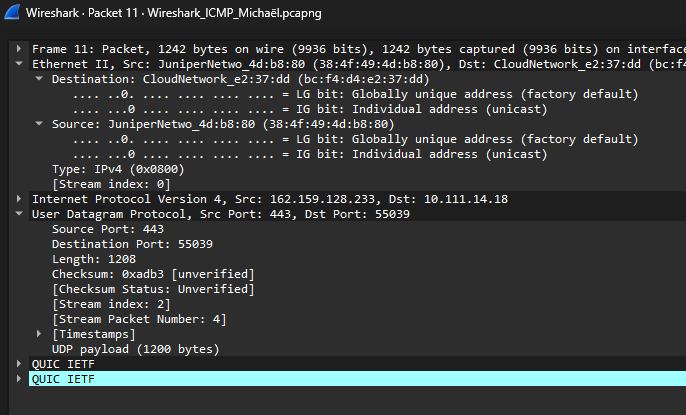 Wireshark · Packet 11 · Wireshark_ICMP_Michaël.pcapng
Frame 11: Packet, 1242 bytes on wire (9936 bits), 1242 bytes captured (9936 bits) on interface
Ethernet II, Src: JuniperNetwo_4d:b8:80 (38:4f:49:4d:b8:80), Dst: CloudNetwork_e2:37:dd (bc:f4
Destination: CloudNetwork_e2:37:dd (bc:f4:d4:e2:37:dd)
.... ..0. .... .... .... .... = LG bit: Globally unique address (factory default)
.... ...0 .... .... .... .... = IG bit: Individual address (unicast)
Source: JuniperNetwo_4d:b8:80 (38:4f:49:4d:b8:80)
.... ..0. .... .... .... .... = LG bit: Globally unique address (factory default)
.... ...0 .... .... .... .... = IG bit: Individual address (unicast)
Type: IPv4 (0x0800)
[Stream index: 0]
Internet Protocol Version 4, Src: 162.159.128.233, Dst: 10.111.14.18
User Datagram Protocol, Src Port: 443, Dst Port: 55039
Source Port: 443
Destination Port: 55039
Length: 1208
Checksum: 0xadb3 [unverified]
[Checksum Status: Unverified]
[Stream index: 2]
[Stream Packet Number: 4]
[Timestamps]
UDP payload (1200 bytes)
QUIC IETF
QUIC IETF